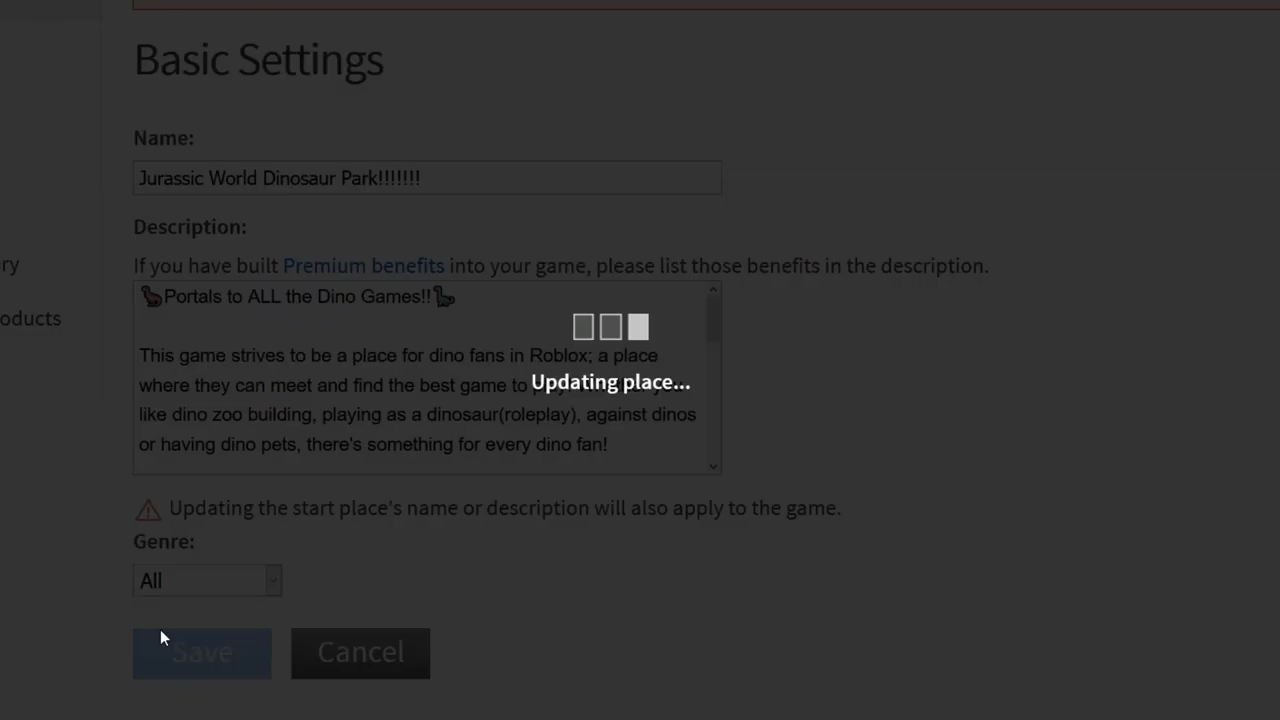 Basic Settings
Name:
Jurassic World Dinosaur Park!!!!!!!
Description:
If you have built Premium benefits into your game, please list those benefits in the description.
🦕Portals to ALL the Dino Games!!🦕
This game strives to be a place for dino fans in Roblox; a place
where they can meet and find the best game to
like dino zoo building, playing as a dinosaur(roleplay), against dinos
or having dino pets, there's something for every dino fan!
Updating place...
Updating the start place's name or description will also apply to the game.
Genre:
All
Save
Cancel
ry
oducts